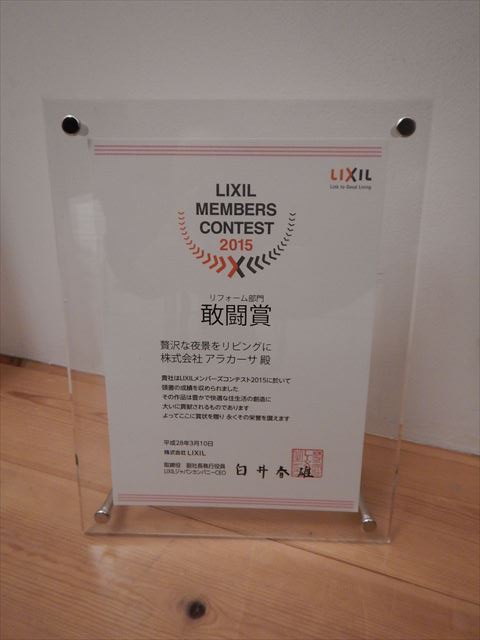 LIXIL
Link to Good Living
LIXIL
MEMBERS
CONTEST
2015
リフォーム部門
敢闘賞
贅沢な夜景をリビングに
株式会社 アラカーサ 殿
貴社はLIXILメンバーズコンテスト2015に於いて
頭書の成績を収められました
その作品は豊かで快適な住生活の創造に
大いに貢献されるものであります
よってここに賞状を贈り 永くその栄誉を讃えます
平成28年3月10日
株式会社 LIXIL
取締役 副社長執行役員
LIXILジャパンカンパニーCEO
白井春雄